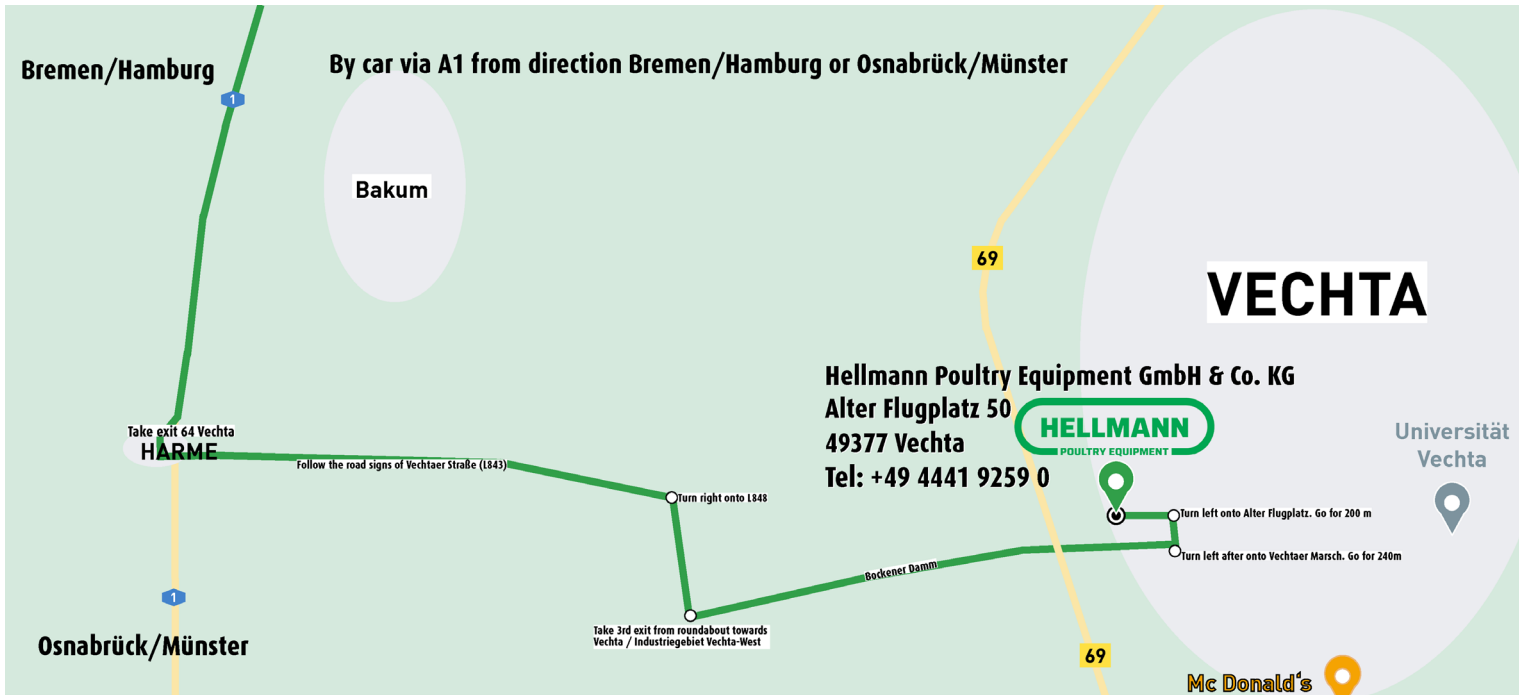 Bremen/Hamburg
By car via A1 from direction Bremen/Hamburg or Osnabrück/Münster
1
Bakum
69
VECHTA
Hellmann Poultry Equipment GmbH & Co. KG
Alter Flugplatz 50
49377 Vechta
Tel: +49 4441 9259 0
HELLMANN
POULTRY EQUIPMENT
Universität
Vechta
Take exit 64 Vechta
HARME
Follow the road signs of Vechtaer Straße (L843)
Turn right onto L848
Turn left onto Alter Flugplatz. Go for 200 m
Turn left after onto Vechtaer Marsch. Go for 240m
Bockener Damm
1
Take 3rd exit from roundabout towards
Vechta / Industriegebiet Vechta-West
Osnabrück/Münster
69
Mc Donald‘s